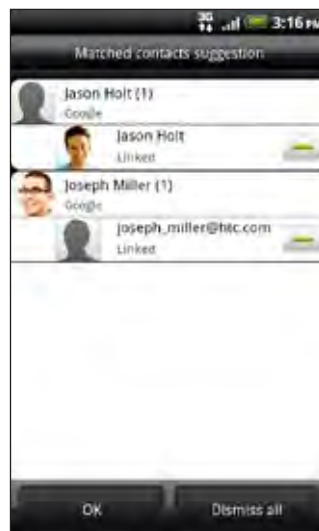 3G 3:16 PM
Matched contacts suggestion
Jason Holt (1)
Google
Jason Holt
Linked
Joseph Miller (1)
Google
joseph_miller@htc.com
Linked
OK Dismiss all